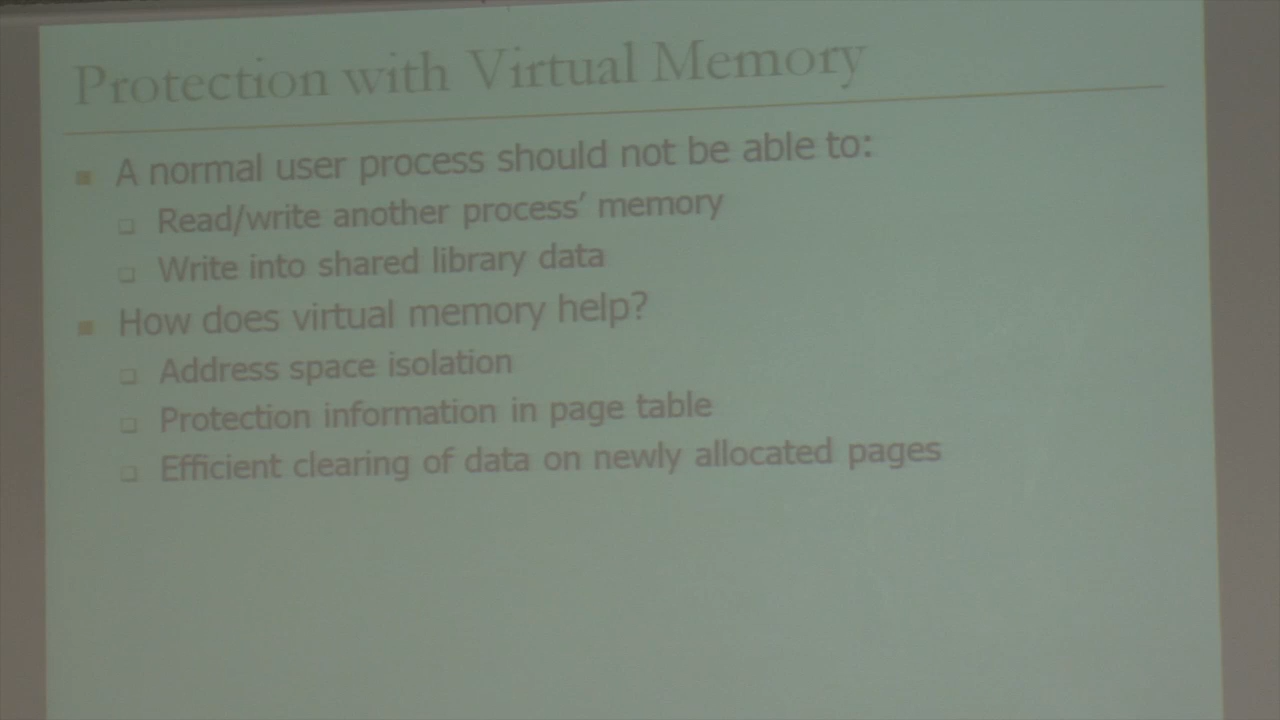 Protection with Virtual Memory
A normal user process should not be able to:
Read/write another process' memory
Write into shared library data
How does virtual memory help?
Address space isolation
Protection information in page table
Efficient clearing of data on newly allocated pages